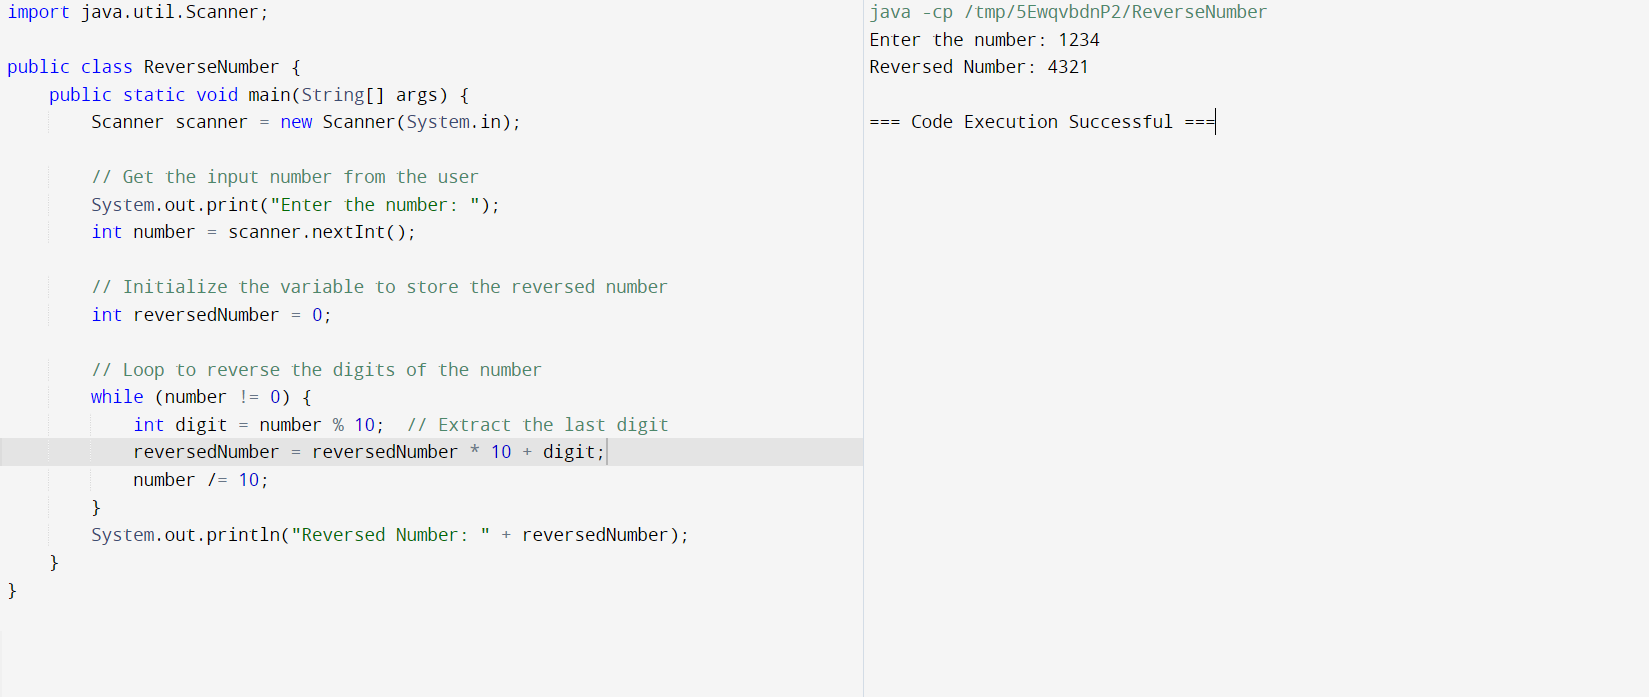 import java.util.Scanner;
public class ReverseNumber {
public static void main(String[] args) {
Scanner scanner = new Scanner(System.in);
// Get the input number from the user
System.out.print("Enter the number: ");
int number = scanner.nextInt();
// Initialize the variable to store the reversed number
int reversedNumber = 0;
// Loop to reverse the digits of the number
while (number != 0) {
int digit = number % 10;  // Extract the last digit
reversedNumber = reversedNumber * 10 + digit;
number /= 10;
}
System.out.println("Reversed Number: " + reversedNumber);
}
}
java -cp /tmp/5EwqvbdnP2/ReverseNumber
Enter the number: 1234
Reversed Number: 4321
=== Code Execution Successful ===